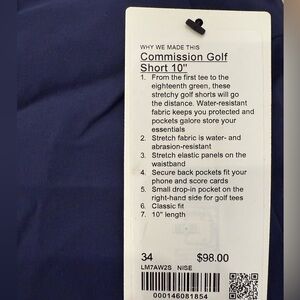 WHY WE MADE THIS
Commission Golf
Short 10"
1. From the first tee to the
eighteenth green, these
stretchy golf shorts will go
the distance. Water-resistant
fabric keeps you protected and
pockets galore store your
essentials
2. Stretch fabric is water- and
abrasion-resistant
3. Stretch elastic panels on the
waistband
4. Secure back pockets fit your
phone and score cards
5. Small drop-in pocket on the
right-hand side for golf tees
6. Classic fit
7. 10" length
34 $98.00
LM7AW2S NISE
000146081854